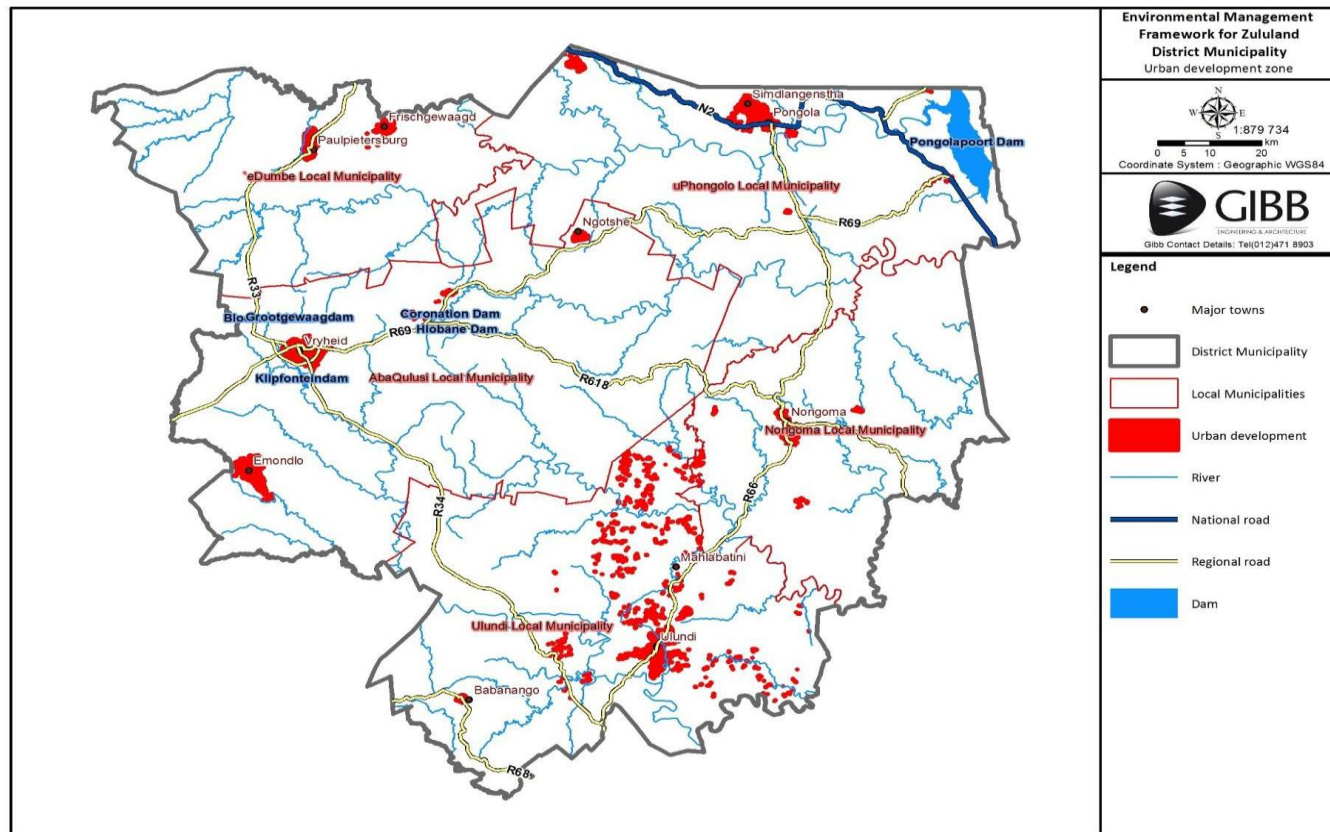 Environmental Management
Framework for Zululand
District Municipality
Urban development zone
N
W E
S
1:879 734
km
0 5 10 20
Coordinate System : Geographic WGS84
GIBB
ENGINEERING & ARCHITECTURE
Gibb Contact Details: Tel(012)471 8903
Legend
Major towns
District Municipality
Local Municipalities
Urban development
River
National road
Regional road
Dam
Simdlangenstha
N2
Pongola
Frischgewaagd
Paulpietersburg
Pongolapoort Dam
eDumbe Local Municipality
uPhongolo Local Municipality
Ngotshe
R69
R33
Coronation Dam
Blo
Grootgewaagdam
Hlobane Dam
R69
Vryheid
Klipfonteindam
AbaQulusi Local Municipality
R618
Nongoma
Nongoma Local Municipality
Emondlo
R66
R34
Mahlabatini
Ulundi Local Municipality
Ulundi
Babanango
R68